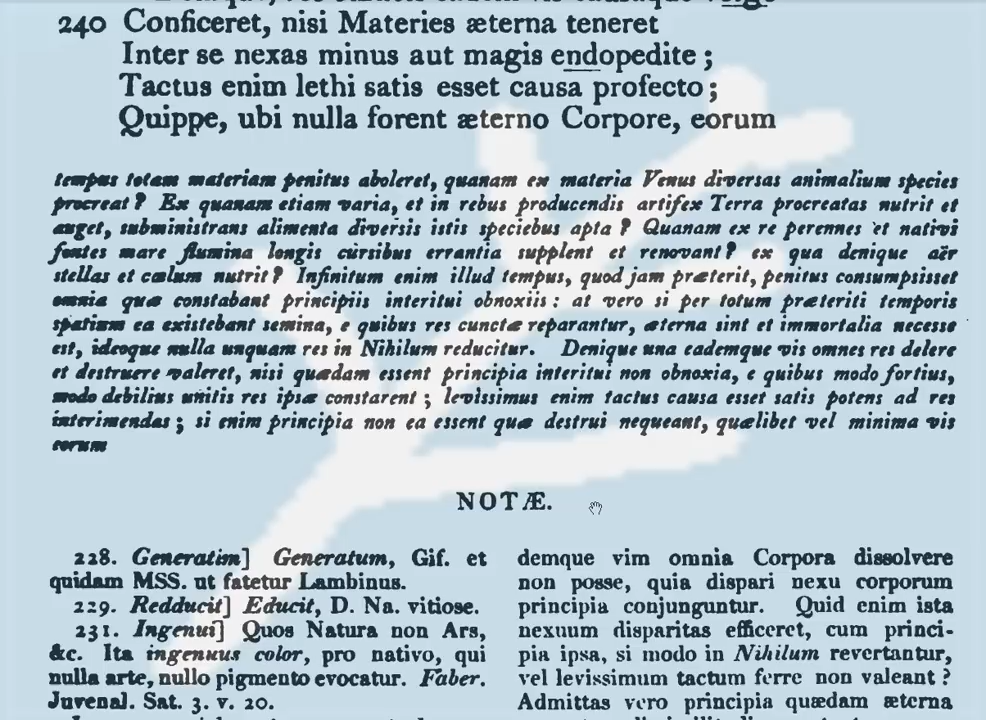 240 Conficeret, nisi Materies æterna teneret
Inter se nexas minus aut magis endopedite ;
Tactus enim lethi satis esset causa profecto ;
Quippe, ubi nulla forent æterno Corpore, eorum
tempus totam materiam penitus aboleret, quanam ex materia Venus diversas animalium species
procreat ? Ex quanam etiam varia, et in rebus producendis artifex Terra procreatas nutrit et
auget, subministrans alimenta diversis istis speciebus apta ? Quanam ex re perennes et nativi
fontes mare flumina longis cursibus errantia supplent et renovant ? ex qua denique aër
stellas et cœlum nutrit ? Infinitum enim illud tempus, quod jam præterit, penitus consumpsisset
omnia quæ constabant principiis interitui obnoxiis : at vero si per totum præteriti temporis
spatium ea existebant semina, e quibus res cunctæ reparantur, æterna sint et immortalia necesse
est, ideoque nulla unquam res in Nihilum reducitur. Denique una eademque vis omnes res delere
et destruere valeret, nisi quædam essent principia interitui non obnoxia, e quibus modo fortius,
modo debilius unitis res ipsæ constarent ; levissimus enim tactus causa esset satis potens ad res
interimendas ; si enim principia non ea essent quæ destrui nequeant, quælibet vel minima vis
eorum
NOTÆ.
228. Generatim] Generatum, Gif. et
quidam MSS. ut fatetur Lambinus.
229. Redducit] Educit, D. Na. vitiose.
231. Ingenui] Quos Natura non Ars,
&c. Ita ingenuus color, pro nativo, qui
nulla arte, nullo pigmento evocatur. Faber.
Juvenal. Sat. 3. v. 20.
demque vim omnia Corpora dissolvere
non posse, quia dispari nexu corporum
principia conjunguntur. Quid enim ista
nexuum disparitas efficeret, cum princi-
pia ipsa, si modo in Nihilum revertantur,
vel levissimum tactum ferre non valeant ?
Admittas vero principia quædam æterna